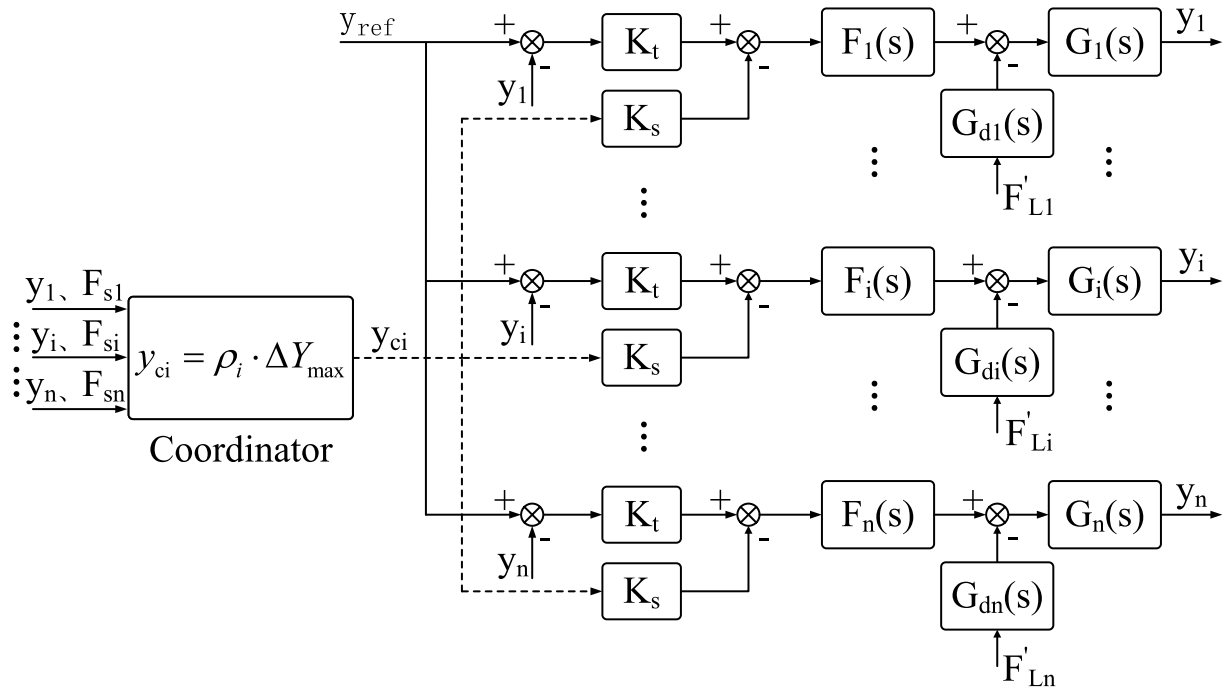 y_ref + - y_1 K_t + - F_1(s) + - G_1(s) y_1
K_s G_d1(s)
⋮ ⋮ ⋮
F'_L1
y_1、F_s1
⋮ y_i、F_si
⋮ y_n、F_sn
y_ci = ρ_i · ΔY_max
Coordinator
y_ci
+ - y_i K_t + - F_i(s) + - G_i(s) y_i
K_s G_di(s)
⋮ ⋮ ⋮
F'_Li
+ - y_n K_t + - F_n(s) + - G_n(s) y_n
K_s G_dn(s)
F'_Ln